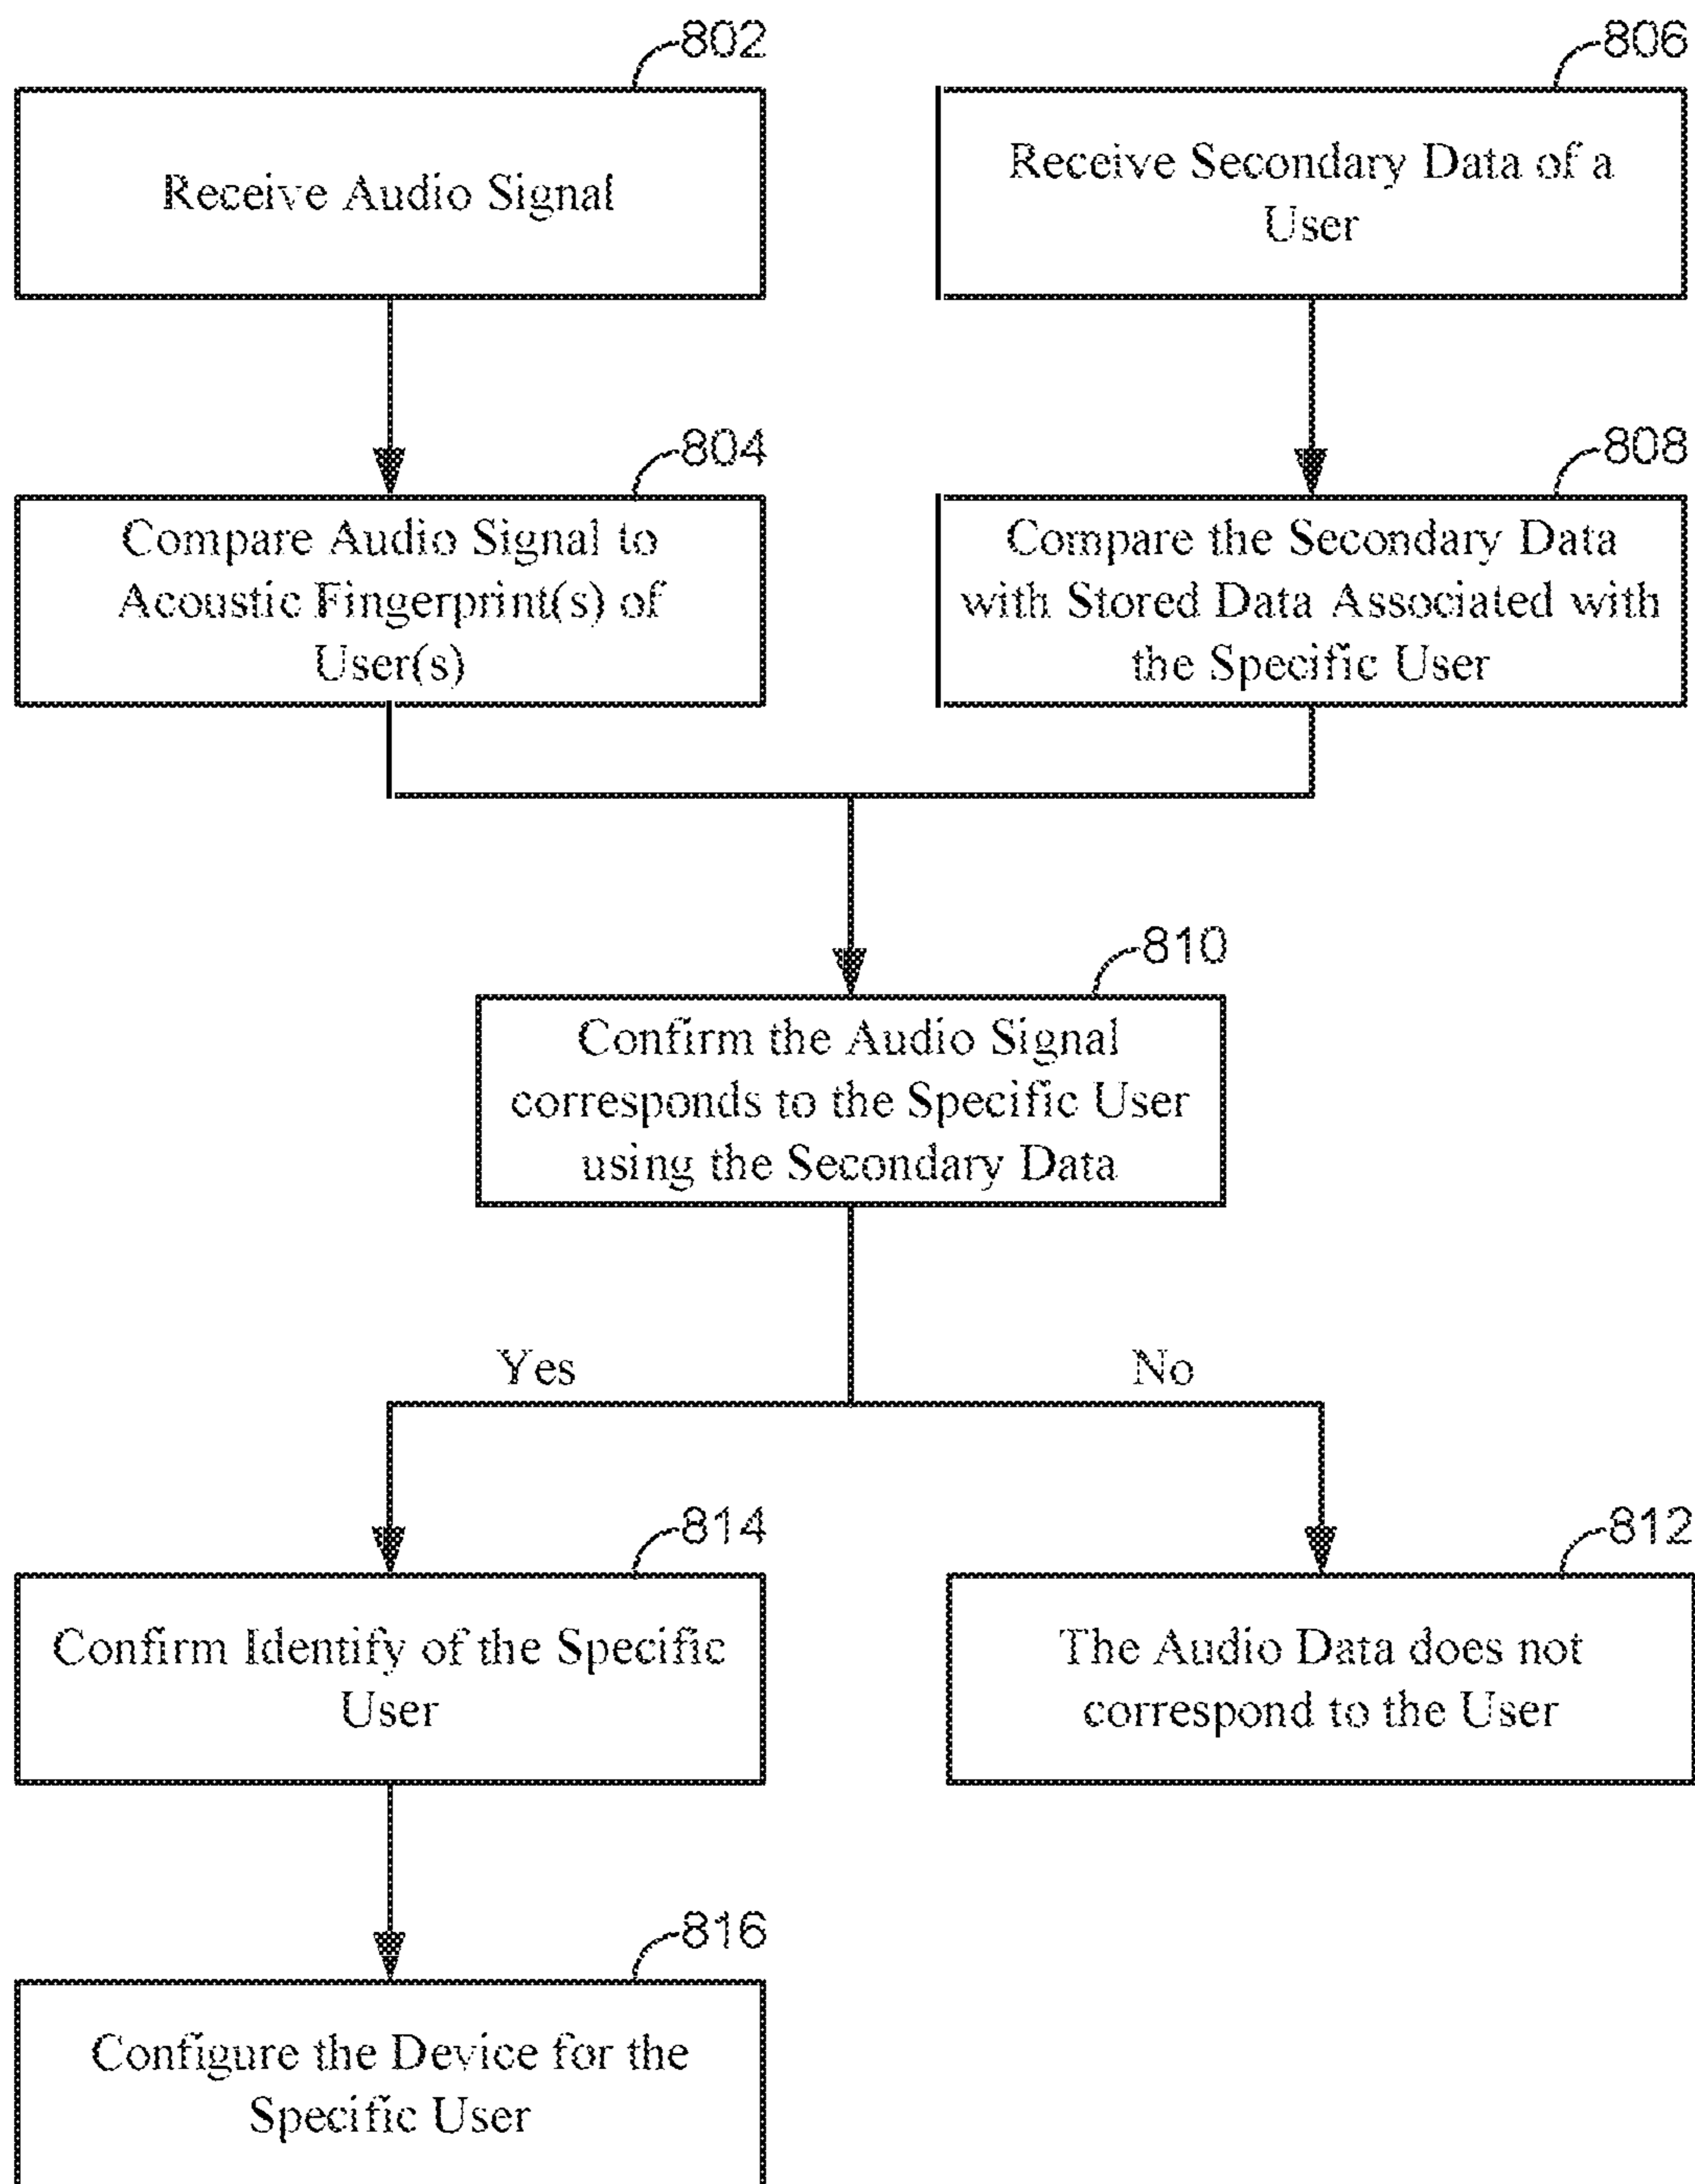 802
Receive Audio Signal
806
Receive Secondary Data of a
User
804
Compare Audio Signal to
Acoustic Fingerprint(s) of
User(s)
808
Compare the Secondary Data
with Stored Data Associated with
the Specific User
810
Confirm the Audio Signal
corresponds to the Specific User
using the Secondary Data
Yes
No
814
Confirm Identify of the Specific
User
812
The Audio Data does not
correspond to the User
816
Configure the Device for the
Specific User